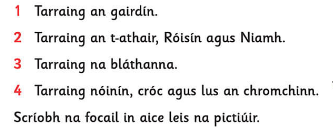 1 Tarraing an gairdín.
2 Tarraing an t-athair, Róisín agus Niamh.
3 Tarraing na bláthanna.
4 Tarraing nóinín, cróc agus lus an chromchinn.
Scríobh na focail in aice leis na pictiúir.